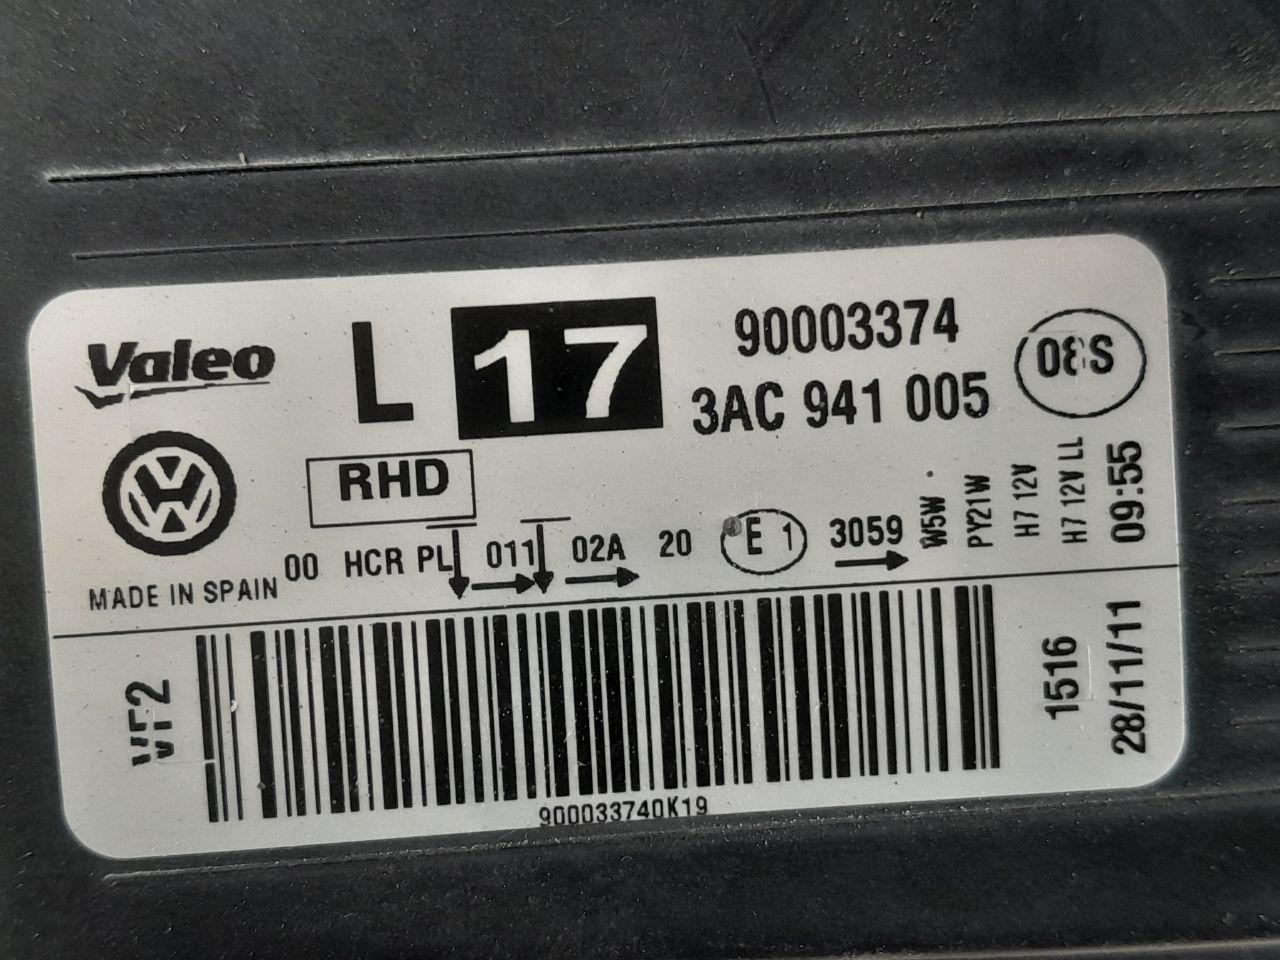 Valeo
L 17
90003374
3AC 941 005
08S
RHD
MADE IN SPAIN
00 HCR PL 011 02A 20 E 1 3059
W5W
PY21W
H7 12V
H7 12V LL
09:55
VF2
1516
28/11/11
900033740K19